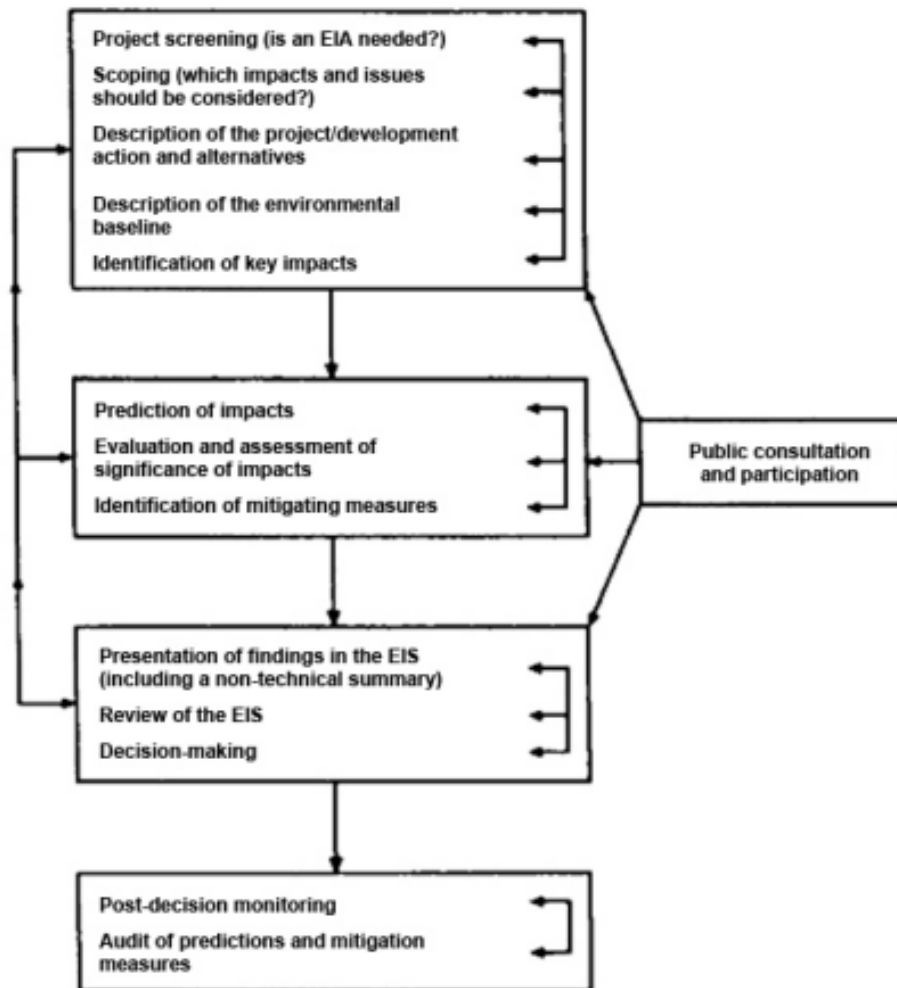 Project screening (is an EIA needed?)
Scoping (which impacts and issues
should be considered?)
Description of the project/development
action and alternatives
Description of the environmental
baseline
Identification of key impacts
Prediction of impacts
Evaluation and assessment of
significance of impacts
Identification of mitigating measures
Public consultation
and participation
Presentation of findings in the EIS
(including a non-technical summary)
Review of the EIS
Decision-making
Post-decision monitoring
Audit of predictions and mitigation
measures